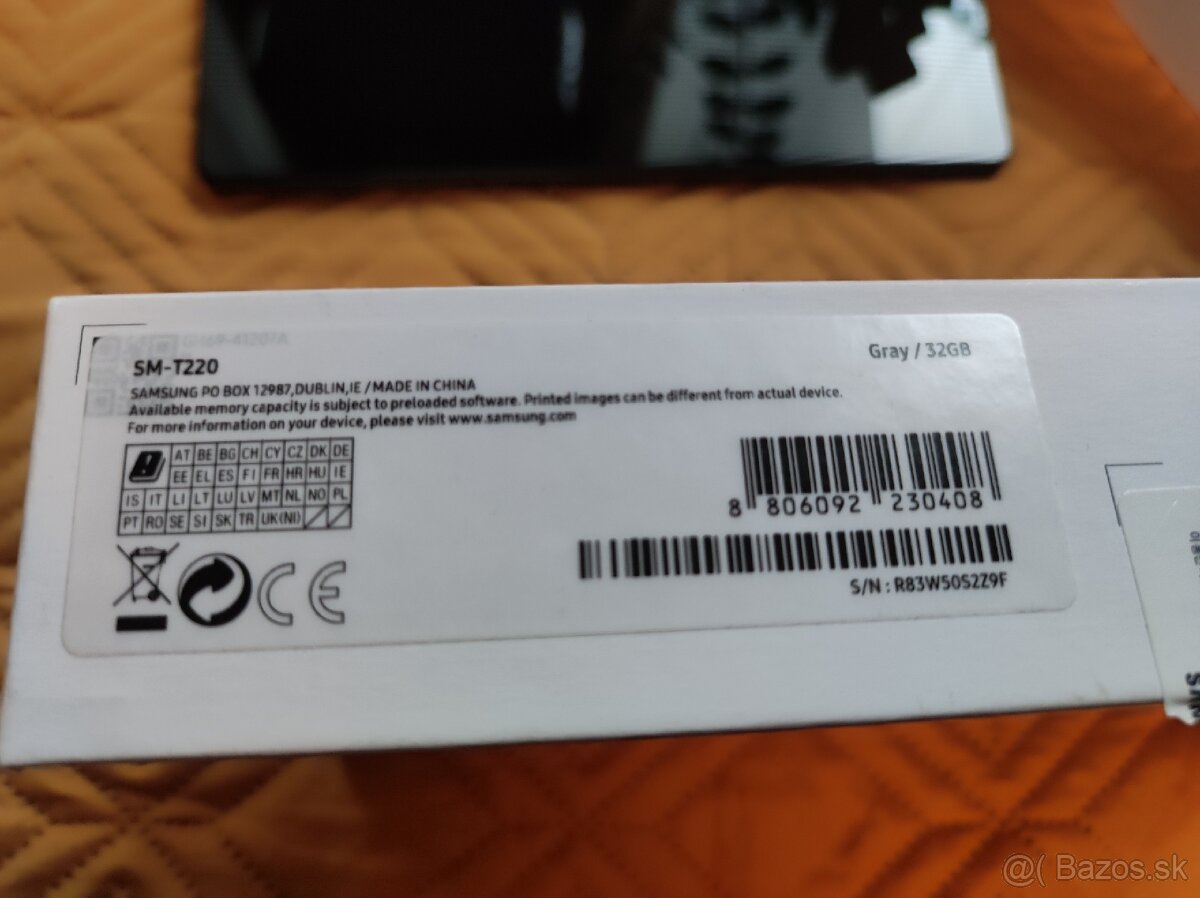 GH69-41207A
SM-T220
Gray / 32GB
SAMSUNG PO BOX 12987,DUBLIN,IE / MADE IN CHINA
Available memory capacity is subject to preloaded software. Printed images can be different from actual device.
For more information on your device, please visit www.samsung.com
AT BE BG CH CY CZ DK DE
EE EL ES FI FR HR HU IE
IS IT LI LT LU LV MT NL NO PL
PT RO SE SI SK TR UK(NI)
8 806092 230408
S/N : R83W50S2Z9F
CE
@( Bazos.sk